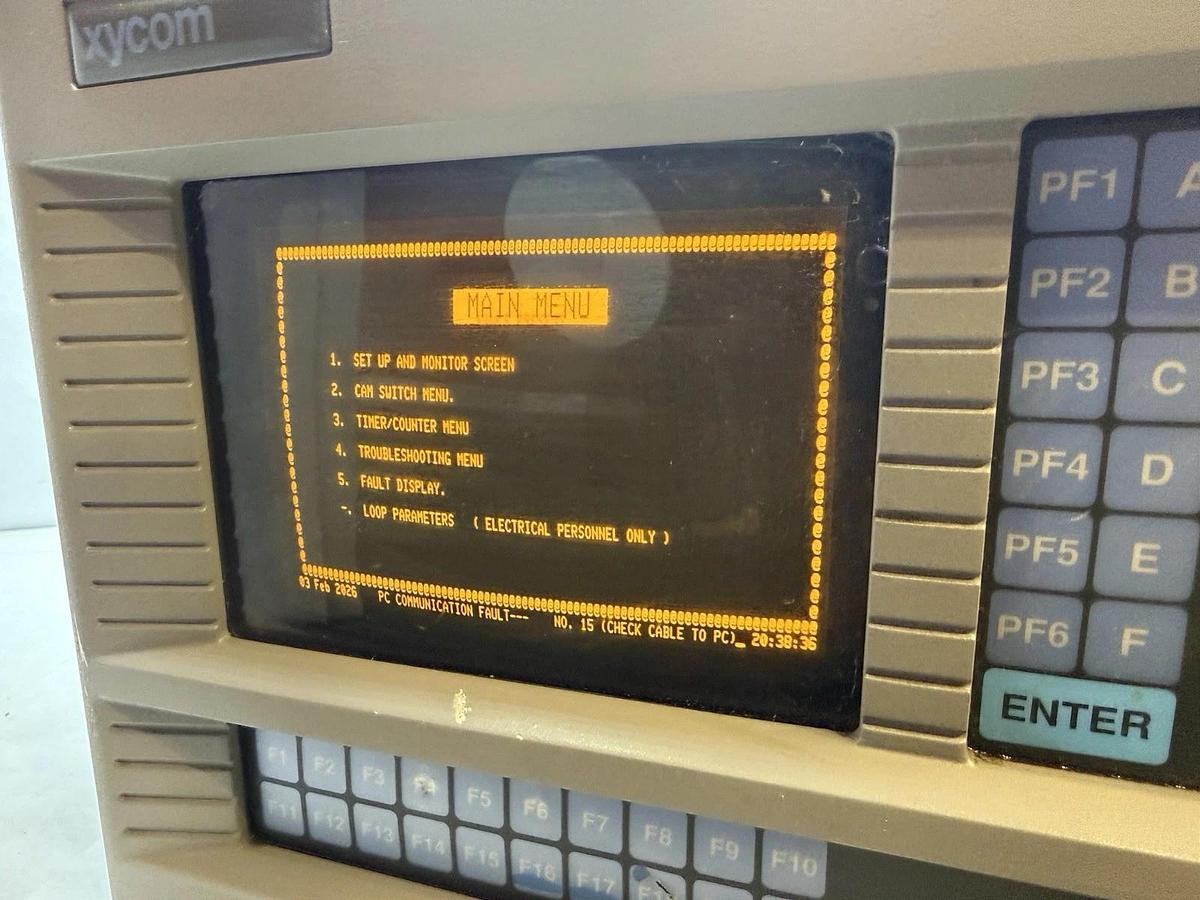 xycom
MAIN MENU
1. SET UP AND MONITOR SCREEN
2. CAM SWITCH MENU.
3. TIMER/COUNTER MENU
4. TROUBLESHOOTING MENU
5. FAULT DISPLAY.
-. LOOP PARAMETERS ( ELECTRICAL PERSONNEL ONLY )
03 Feb 2026 PC COMMUNICATION FAULT--- NO. 15 (CHECK CABLE TO PC)_ 20:38:36
PF1 A
PF2 B
PF3 C
PF4 D
PF5 E
PF6 F
ENTER
F1 F2 F3 F4 F5 F6 F7 F8 F9 F10
F11 F12 F13 F14 F15 F16 F17